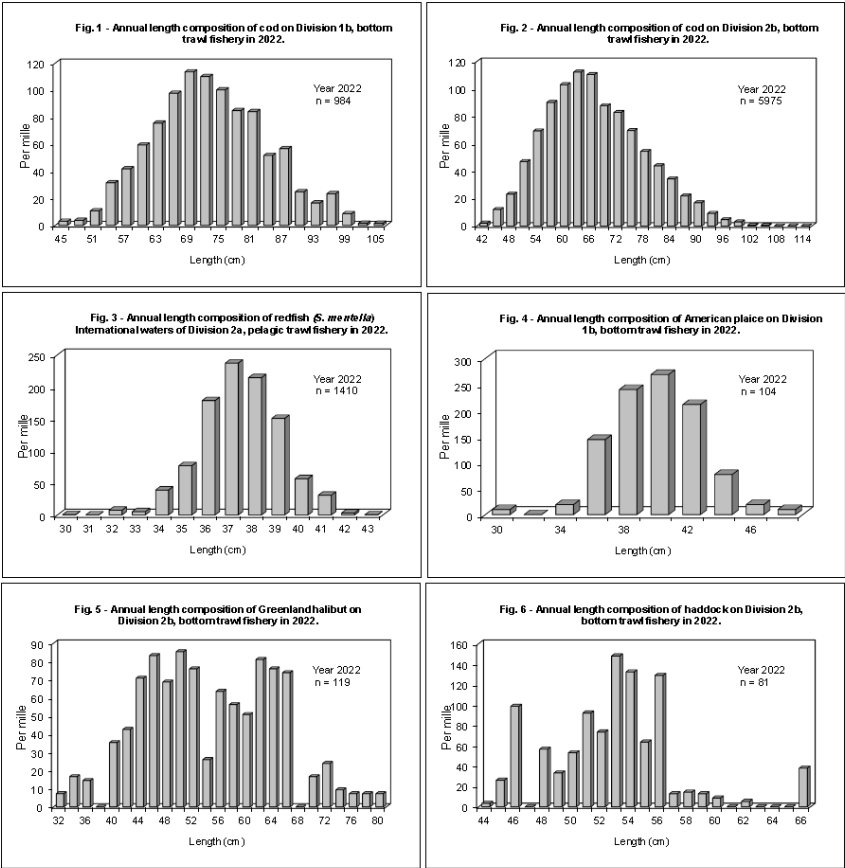 Fig. 1 - Annual length composition of cod on Division 1b, bottom
trawl fishery in 2022.
120
100
80
60
40
20
0
Per mille
Year 2022
n = 984
45 51 57 63 69 75 81 87 93 99 105
Length (cm)
Fig. 2 - Annual length composition of cod on Division 2b, bottom
trawl fishery in 2022.
120
100
80
60
40
20
0
Per mille
Year 2022
n = 5975
42 48 54 60 66 72 78 84 90 96 102 108 114
Length (cm)
Fig. 3 - Annual length composition of redfish (S. mentella)
International waters of Division 2a, pelagic trawl fishery in 2022.
250
200
150
100
50
0
Per mille
Year 2022
n = 1410
30 31 32 33 34 35 36 37 38 39 40 41 42 43
Length (cm)
Fig. 4 - Annual length composition of American plaice on Division
1b, bottom trawl fishery in 2022.
300
250
200
150
100
50
0
Per mille
Year 2022
n = 104
30 34 38 42 46
Length (cm)
Fig. 5 - Annual length composition of Greenland halibut on
Division 2b, bottom trawl fishery in 2022.
90
80
70
60
50
40
30
20
10
0
Per mille
Year 2022
n = 119
32 36 40 44 48 52 56 60 64 68 72 76 80
Length (cm)
Fig. 6 - Annual length composition of haddock on Division 2b,
bottom trawl fishery in 2022.
160
140
120
100
80
60
40
20
0
Per mille
Year 2022
n = 81
44 46 48 50 52 54 56 58 60 62 64 66
Length (cm)